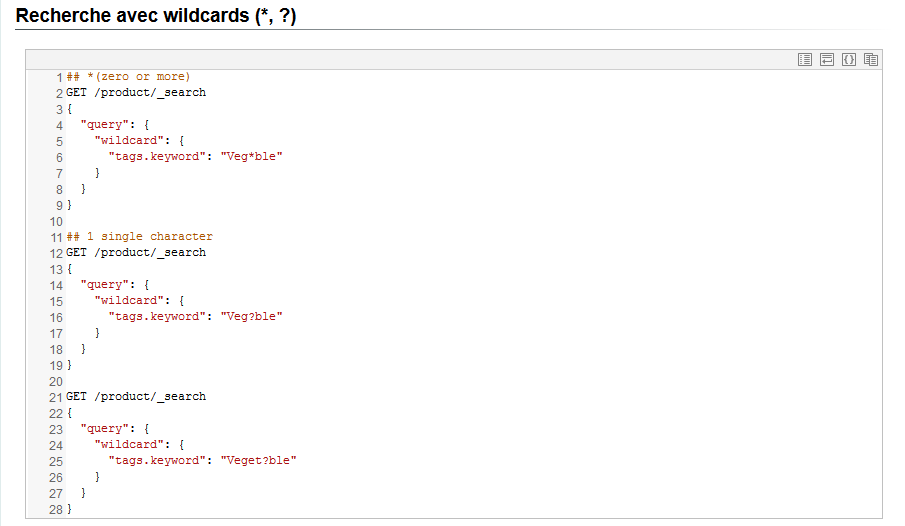 Recherche avec wildcards (*, ?)
1 ## *(zero or more)
2 GET /product/_search
3 {
4   "query": {
5     "wildcard": {
6       "tags.keyword": "Veg*ble"
7     }
8   }
9 }
10
11 ## 1 single character
12 GET /product/_search
13 {
14   "query": {
15     "wildcard": {
16       "tags.keyword": "Veg?ble"
17     }
18   }
19 }
20
21 GET /product/_search
22 {
23   "query": {
24     "wildcard": {
25       "tags.keyword": "Veget?ble"
26     }
27   }
28 }